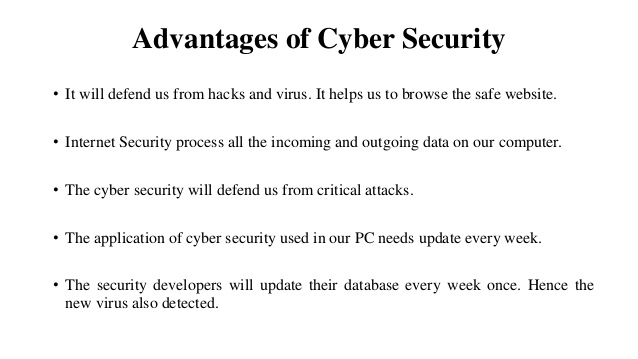 Advantages of Cyber Security
• It will defend us from hacks and virus. It helps us to browse the safe website.
• Internet Security process all the incoming and outgoing data on our computer.
• The cyber security will defend us from critical attacks.
• The application of cyber security used in our PC needs update every week.
• The security developers will update their database every week once. Hence the
new virus also detected.